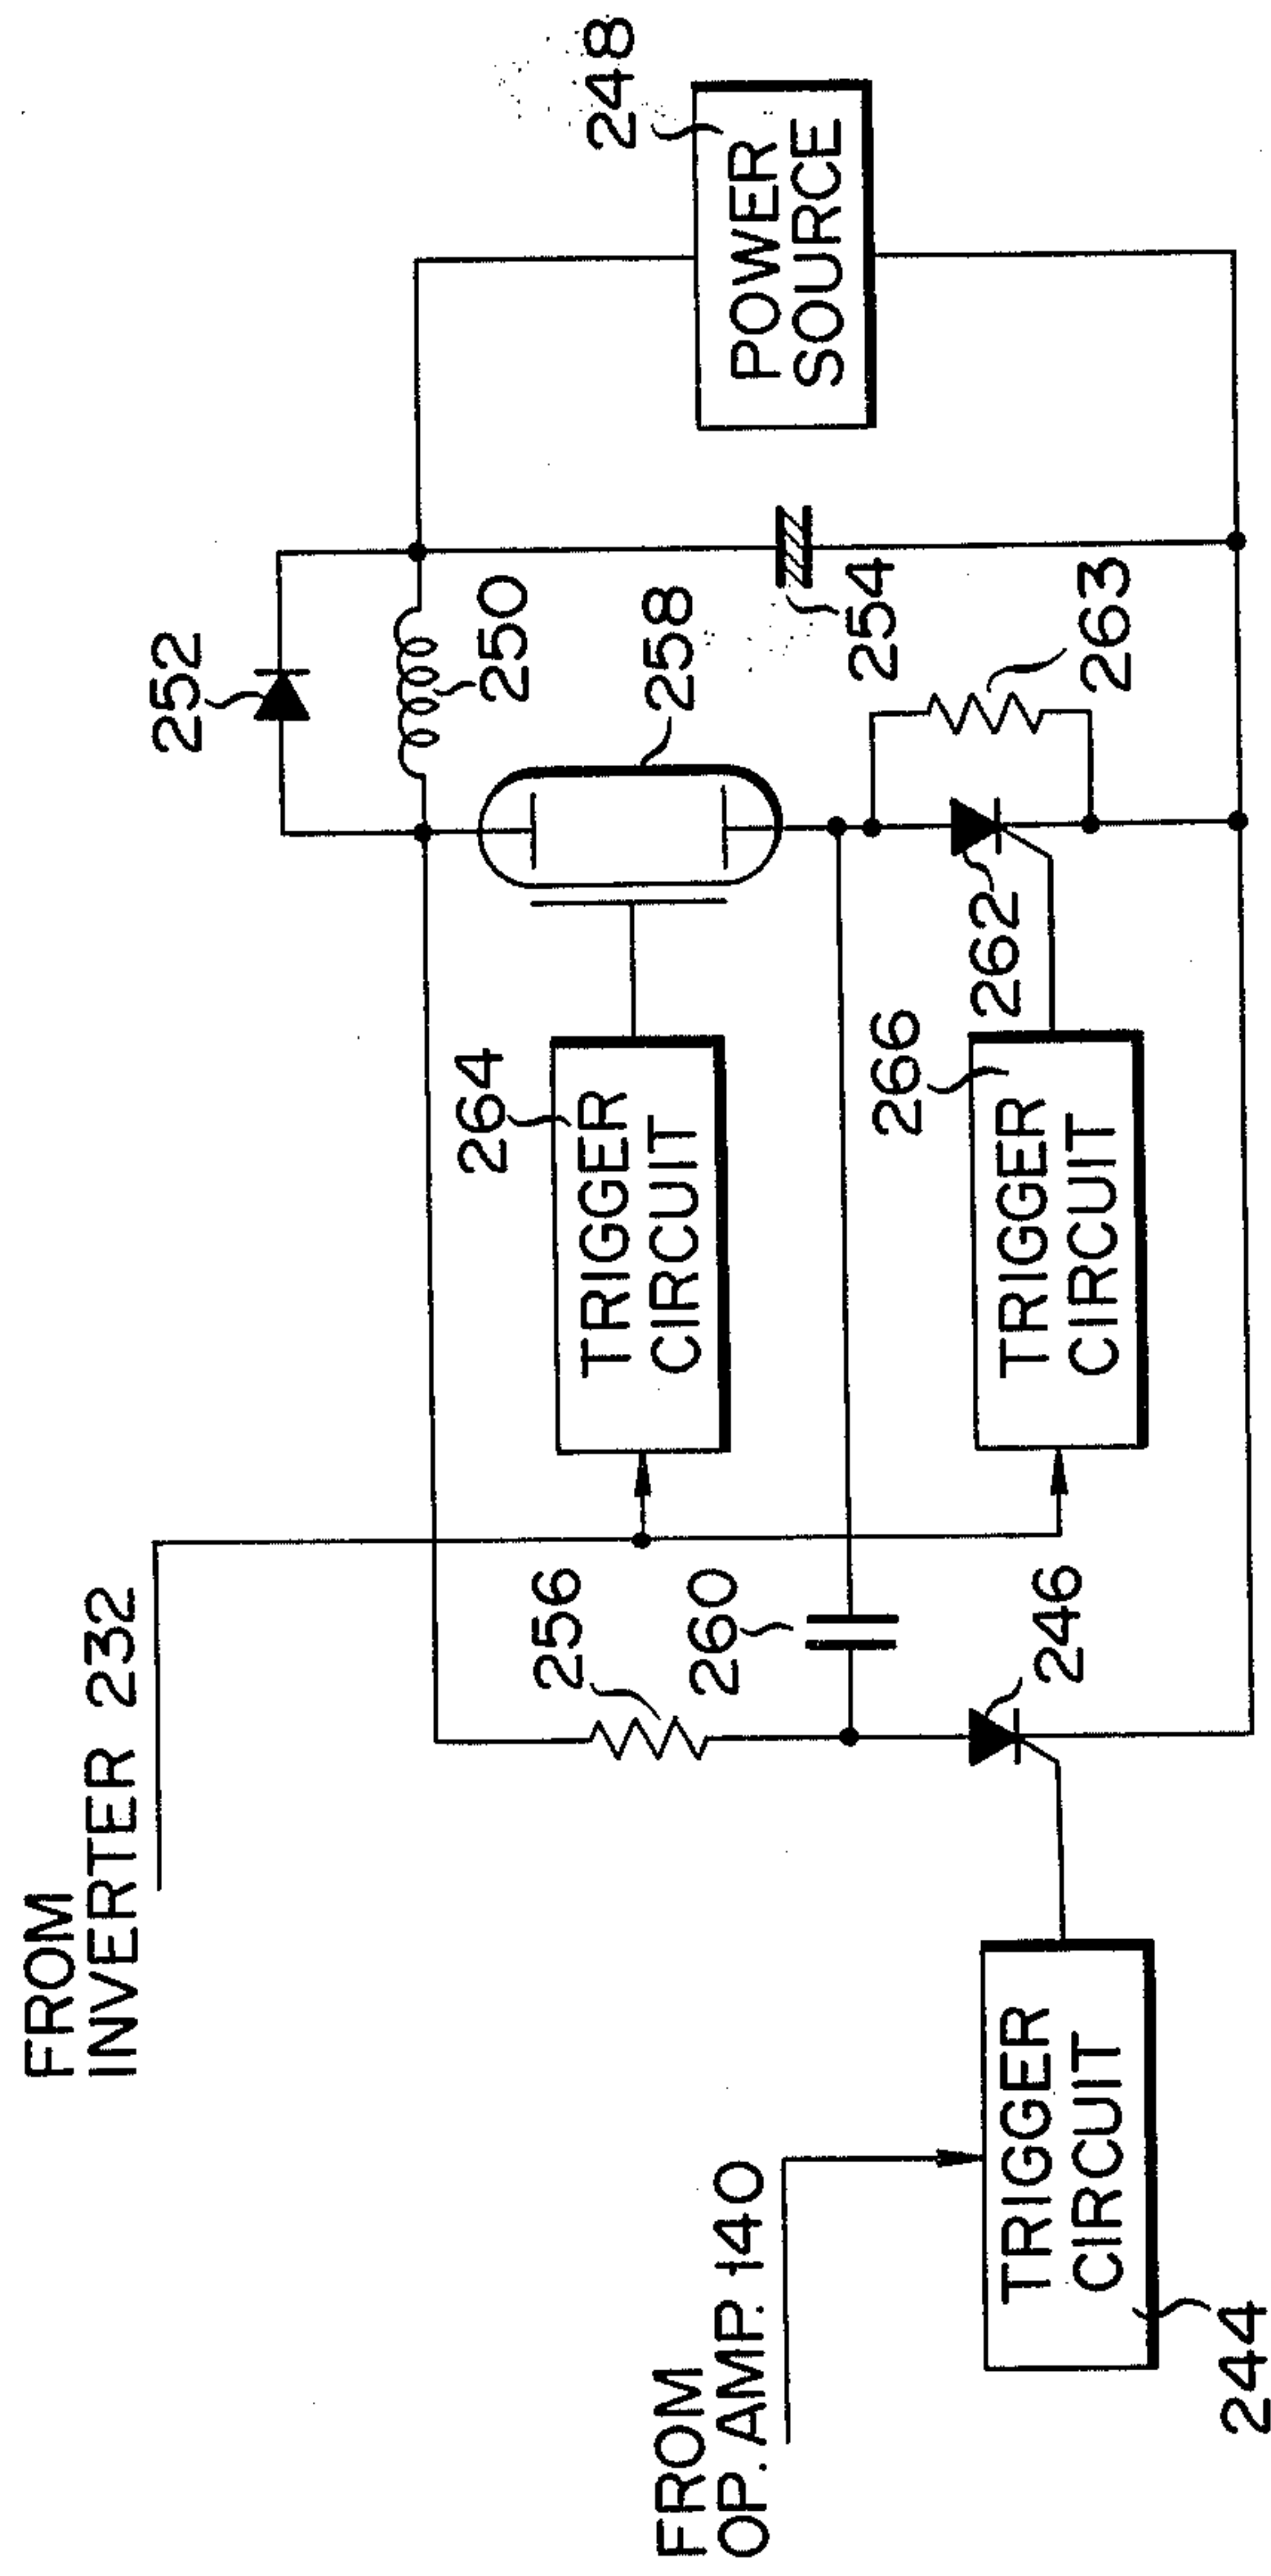 FROM
INVERTER 232
252
250
258
248
POWER
SOURCE
254
263
264
TRIGGER
CIRCUIT
266
262
TRIGGER
CIRCUIT
256
260
246
FROM
OP. AMP. 140
TRIGGER
CIRCUIT
244